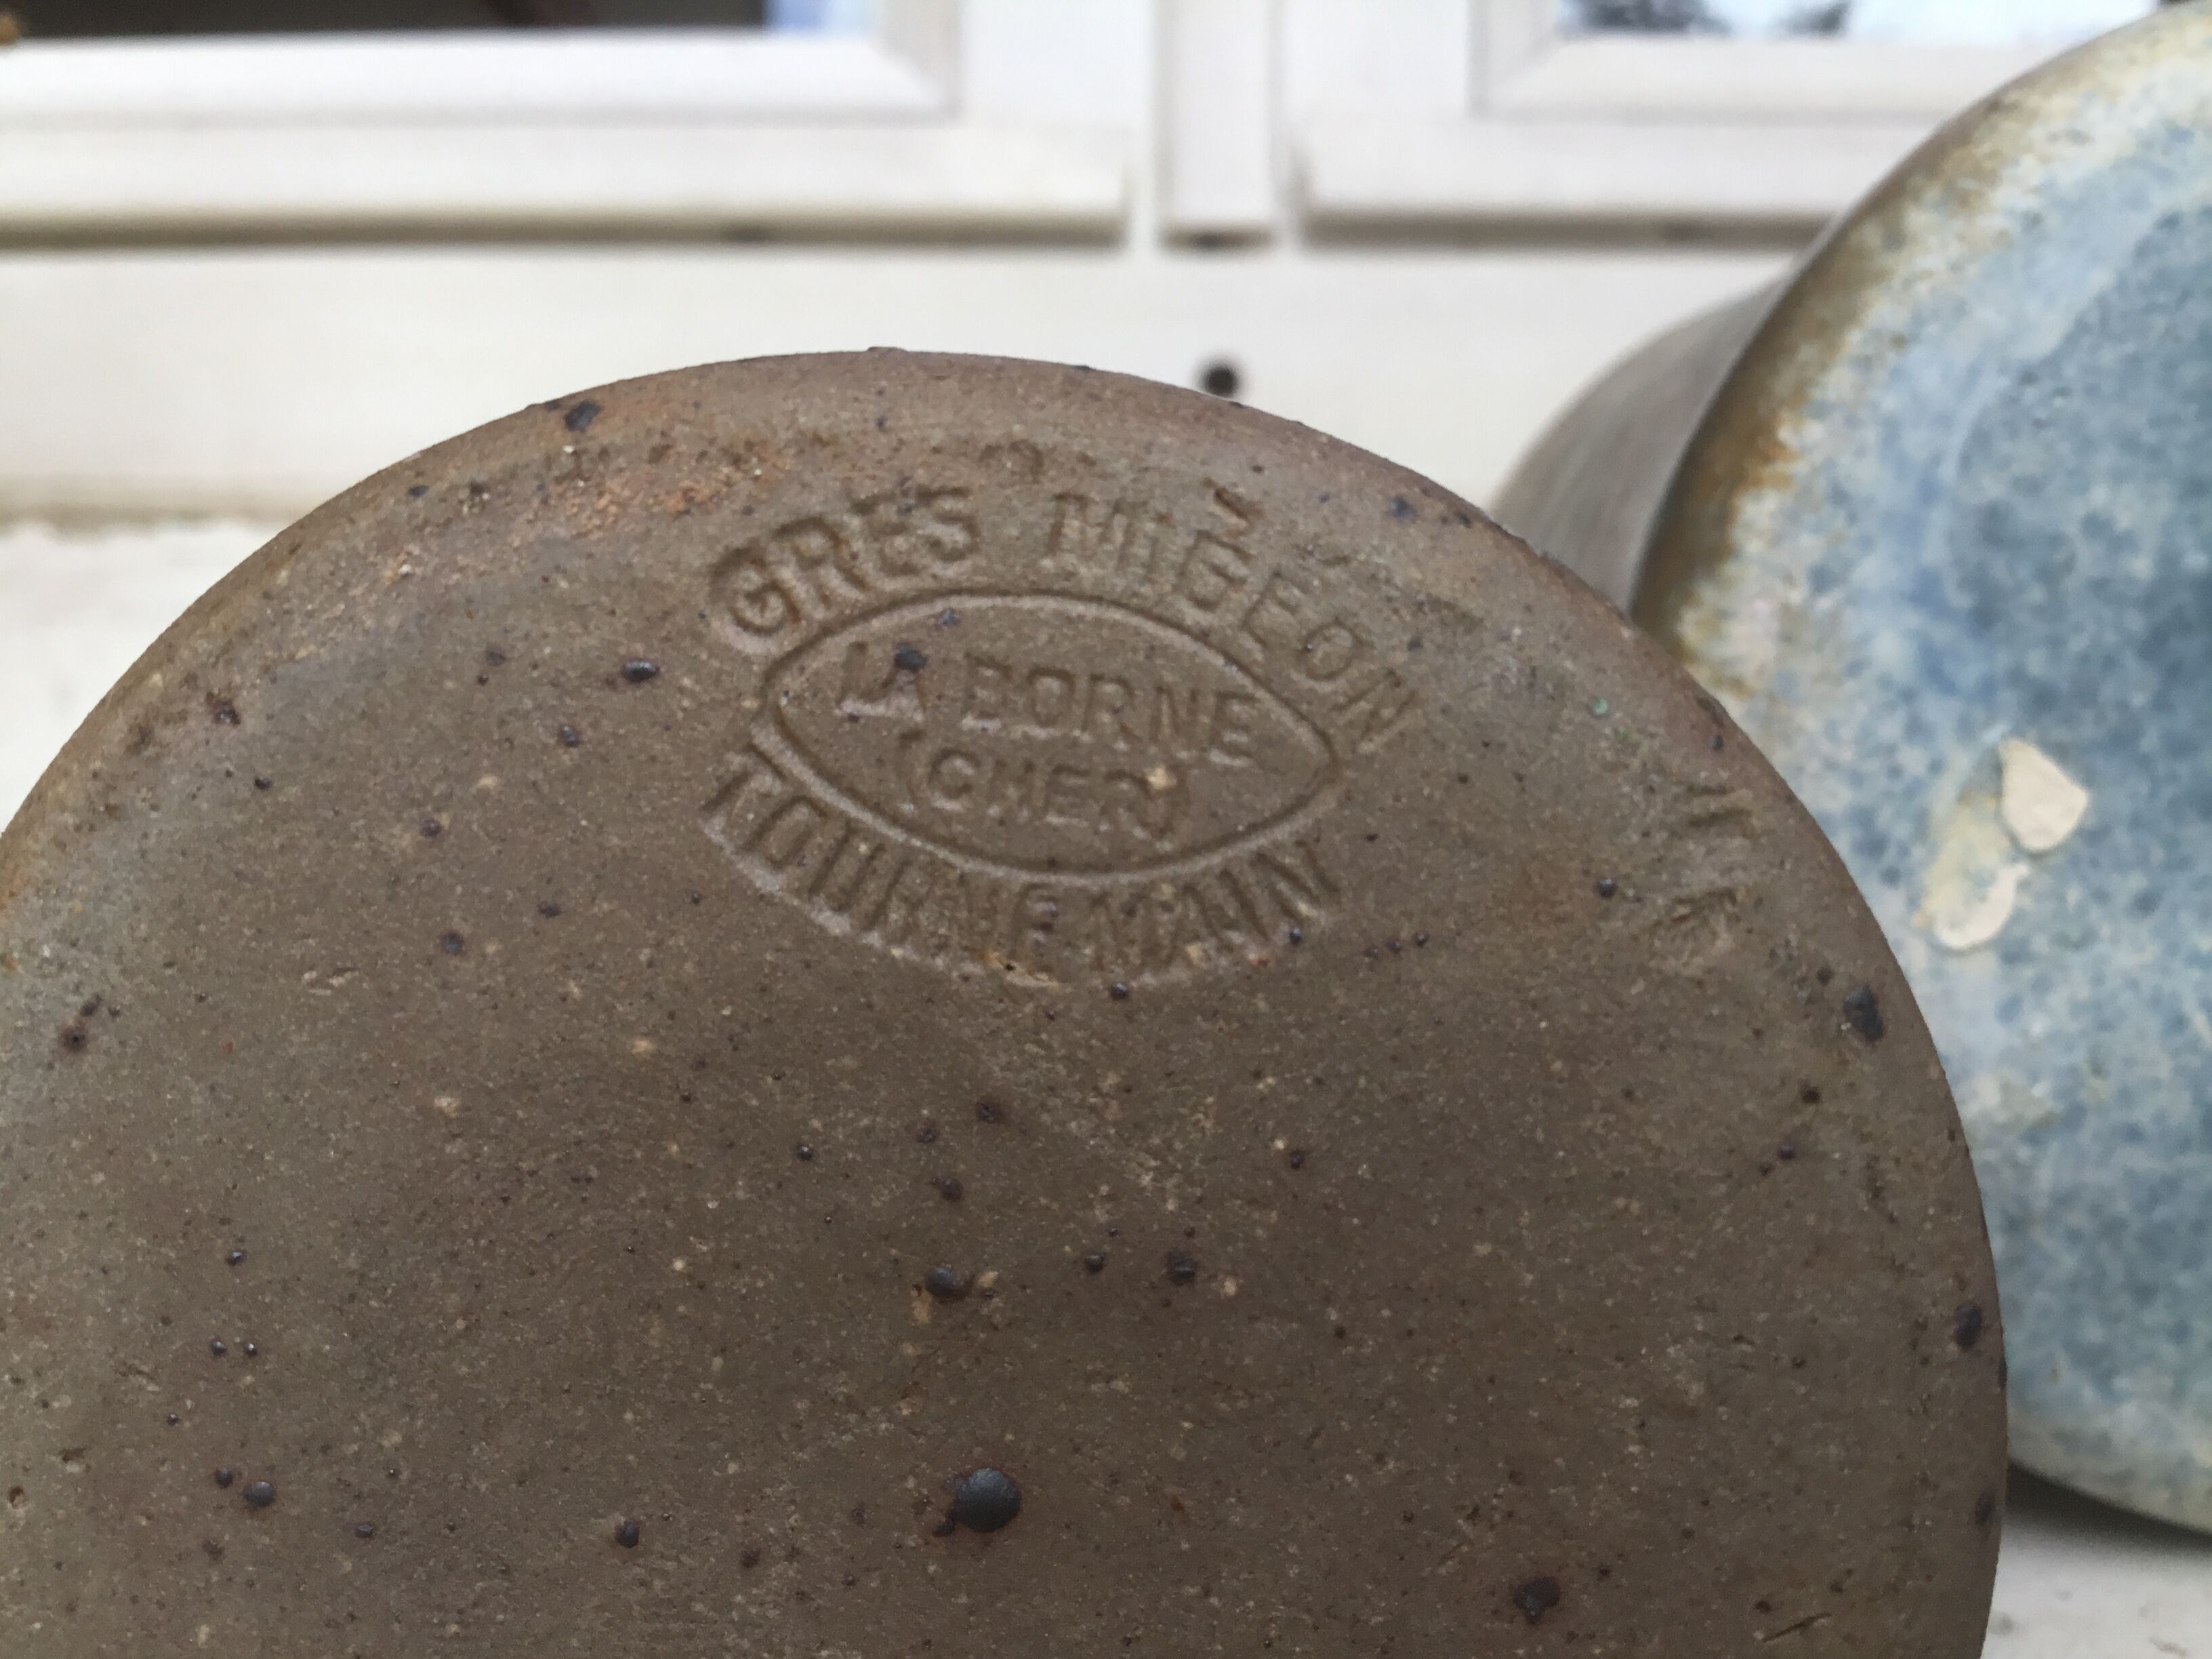 GRES MIGEON
LA BORNE
(CHER)
TOURNE MAIN